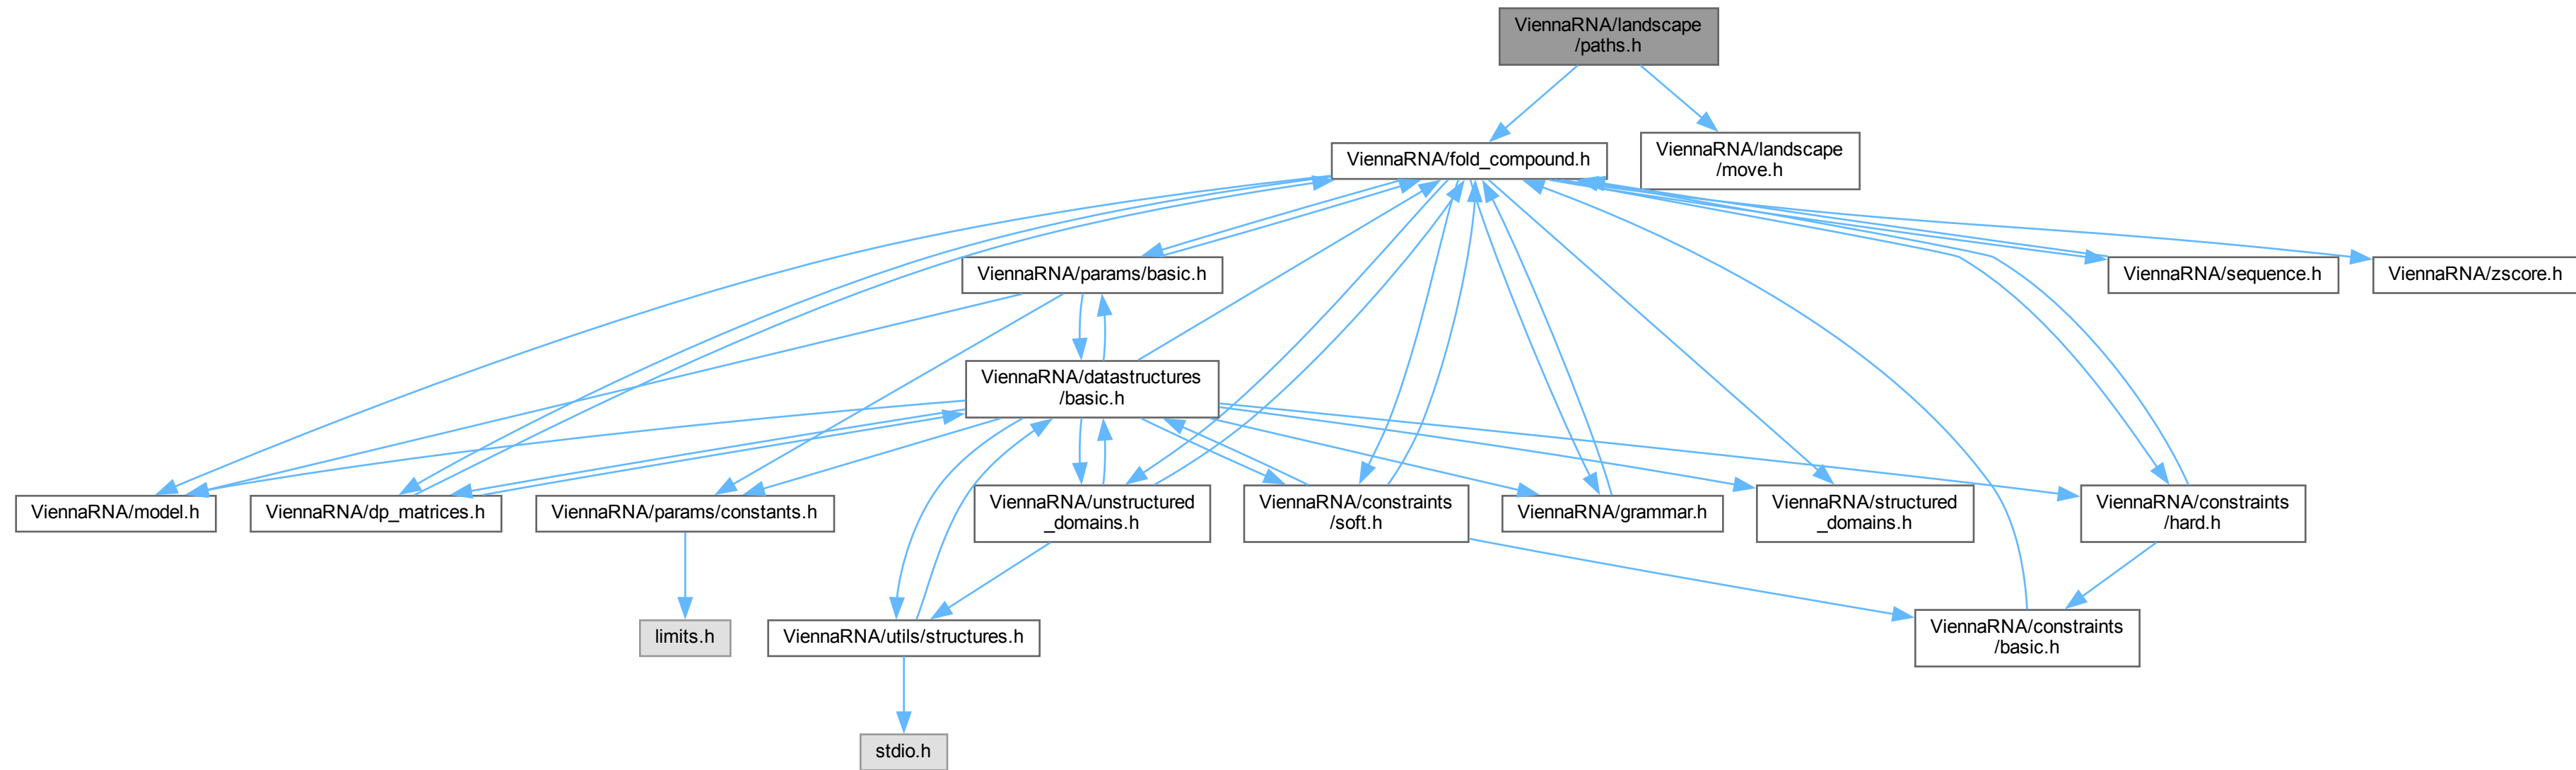 ViennaRNA/landscape
/paths.h
ViennaRNA/fold_compound.h
ViennaRNA/landscape
/move.h
ViennaRNA/params/basic.h
ViennaRNA/sequence.h
ViennaRNA/zscore.h
ViennaRNA/datastructures
/basic.h
ViennaRNA/model.h
ViennaRNA/dp_matrices.h
ViennaRNA/params/constants.h
ViennaRNA/unstructured
_domains.h
ViennaRNA/constraints
/soft.h
ViennaRNA/grammar.h
ViennaRNA/structured
_domains.h
ViennaRNA/constraints
/hard.h
limits.h
ViennaRNA/utils/structures.h
ViennaRNA/constraints
/basic.h
stdio.h